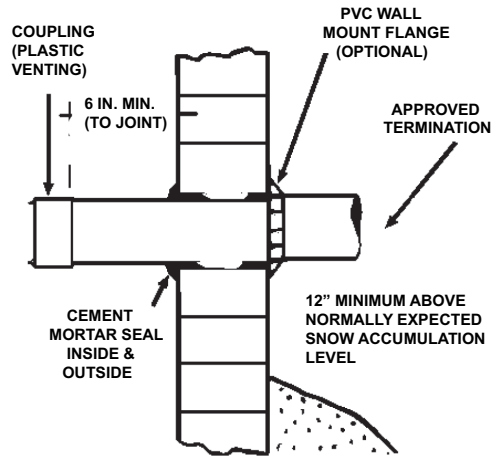 COUPLING
(PLASTIC
VENTING)
6 IN. MIN.
(TO JOINT)
PVC WALL
MOUNT FLANGE
(OPTIONAL)
APPROVED
TERMINATION
CEMENT
MORTAR SEAL
INSIDE &
OUTSIDE
12” MINIMUM ABOVE
NORMALLY EXPECTED
SNOW ACCUMULATION
LEVEL